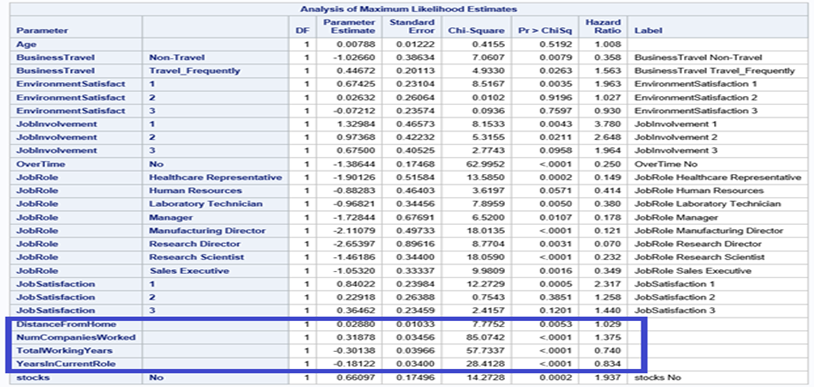 Analysis of Maximum Likelihood Estimates
Parameter DF Parameter Estimate Standard Error Chi-Square Pr > ChiSq Hazard Ratio Label
Age 1 0.00788 0.01222 0.4155 0.5192 1.008
BusinessTravel Non-Travel 1 -1.02660 0.38634 7.0607 0.0079 0.358 BusinessTravel Non-Travel
BusinessTravel Travel_Frequently 1 0.44672 0.20113 4.9330 0.0263 1.563 BusinessTravel Travel_Frequently
EnvironmentSatisfact 1 1 0.67425 0.23104 8.5167 0.0035 1.963 EnvironmentSatisfaction 1
EnvironmentSatisfact 2 1 0.02632 0.26064 0.0102 0.9196 1.027 EnvironmentSatisfaction 2
EnvironmentSatisfact 3 1 -0.07212 0.23574 0.0936 0.7597 0.930 EnvironmentSatisfaction 3
JobInvolvement 1 1 1.32984 0.46573 8.1533 0.0043 3.780 JobInvolvement 1
JobInvolvement 2 1 0.97368 0.42232 5.3155 0.0211 2.648 JobInvolvement 2
JobInvolvement 3 1 0.67500 0.40525 2.7743 0.0958 1.964 JobInvolvement 3
OverTime No 1 -1.38644 0.17468 62.9952 <.0001 0.250 OverTime No
JobRole Healthcare Representative 1 -1.90126 0.51584 13.5850 0.0002 0.149 JobRole Healthcare Representative
JobRole Human Resources 1 -0.88283 0.46403 3.6197 0.0571 0.414 JobRole Human Resources
JobRole Laboratory Technician 1 -0.96821 0.34456 7.8959 0.0050 0.380 JobRole Laboratory Technician
JobRole Manager 1 -1.72844 0.67691 6.5200 0.0107 0.178 JobRole Manager
JobRole Manufacturing Director 1 -2.11079 0.49733 18.0135 <.0001 0.121 JobRole Manufacturing Director
JobRole Research Director 1 -2.65397 0.89616 8.7704 0.0031 0.070 JobRole Research Director
JobRole Research Scientist 1 -1.46186 0.34400 18.0590 <.0001 0.232 JobRole Research Scientist
JobRole Sales Executive 1 -1.05320 0.33337 9.9809 0.0016 0.349 JobRole Sales Executive
JobSatisfaction 1 1 0.84022 0.23984 12.2729 0.0005 2.317 JobSatisfaction 1
JobSatisfaction 2 1 0.22918 0.26388 0.7543 0.3851 1.258 JobSatisfaction 2
JobSatisfaction 3 1 0.36462 0.23459 2.4157 0.1201 1.440 JobSatisfaction 3
DistanceFromHome 1 0.02880 0.01033 7.7752 0.0053 1.029
NumCompaniesWorked 1 0.31878 0.03456 85.0742 <.0001 1.375
TotalWorkingYears 1 -0.30138 0.03966 57.7337 <.0001 0.740
YearsInCurrentRole 1 -0.18122 0.03400 28.4128 <.0001 0.834
stocks No 1 0.66097 0.17496 14.2728 0.0002 1.937 stocks No